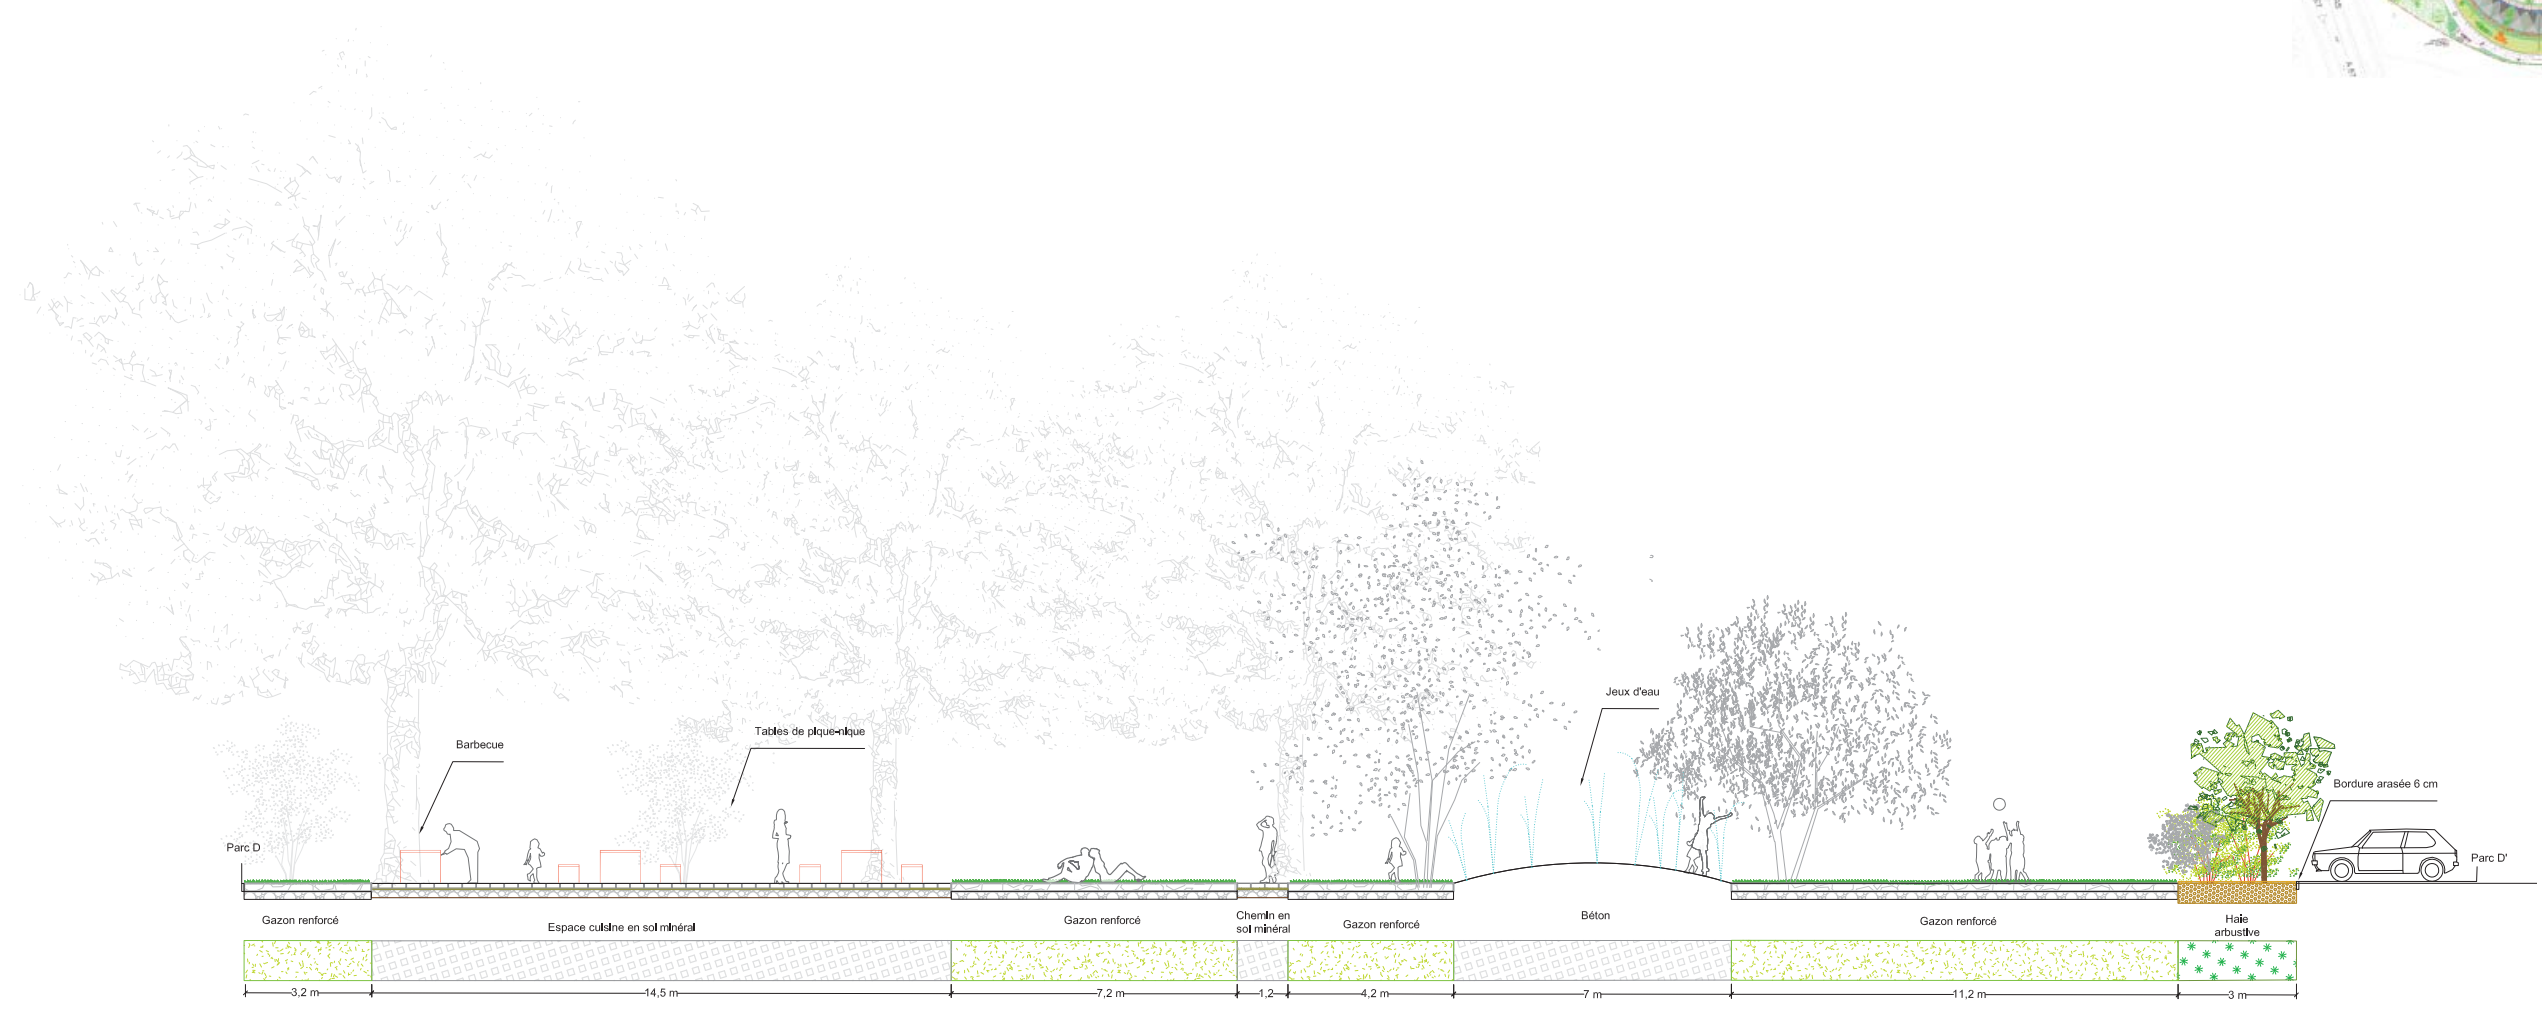 Jeux d'eau
Tables de pique-nique
Barbecue
Bordure arasée 6 cm
Parc D
Parc D'
Gazon renforcé
Espace cuisine en sol minéral
Gazon renforcé
Chemin en
sol minéral
Gazon renforcé
Béton
Gazon renforcé
Haie
arbustive
3,2 m
14,5 m
7,2 m
1,2
4,2 m
7 m
11,2 m
3 m